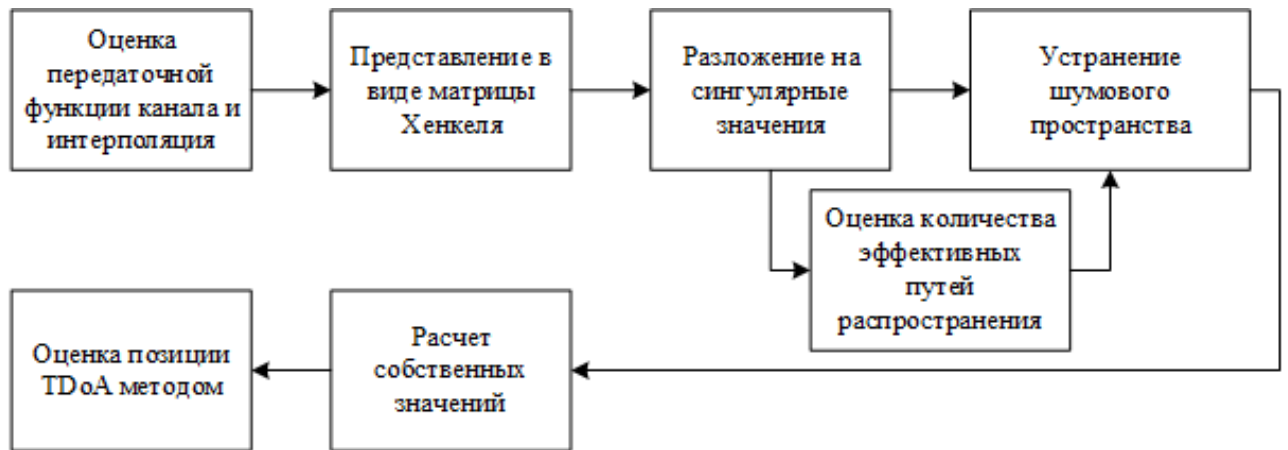 Оценка
передаточной
функции канала и
интерполяция
Представление в
виде матрицы
Хенкеля
Разложение на
сингулярные
значения
Устранение
шумового
пространства
Оценка количества
эффективных
путей
распространения
Расчет
собственных
значений
Оценка позиции
TDoA методом